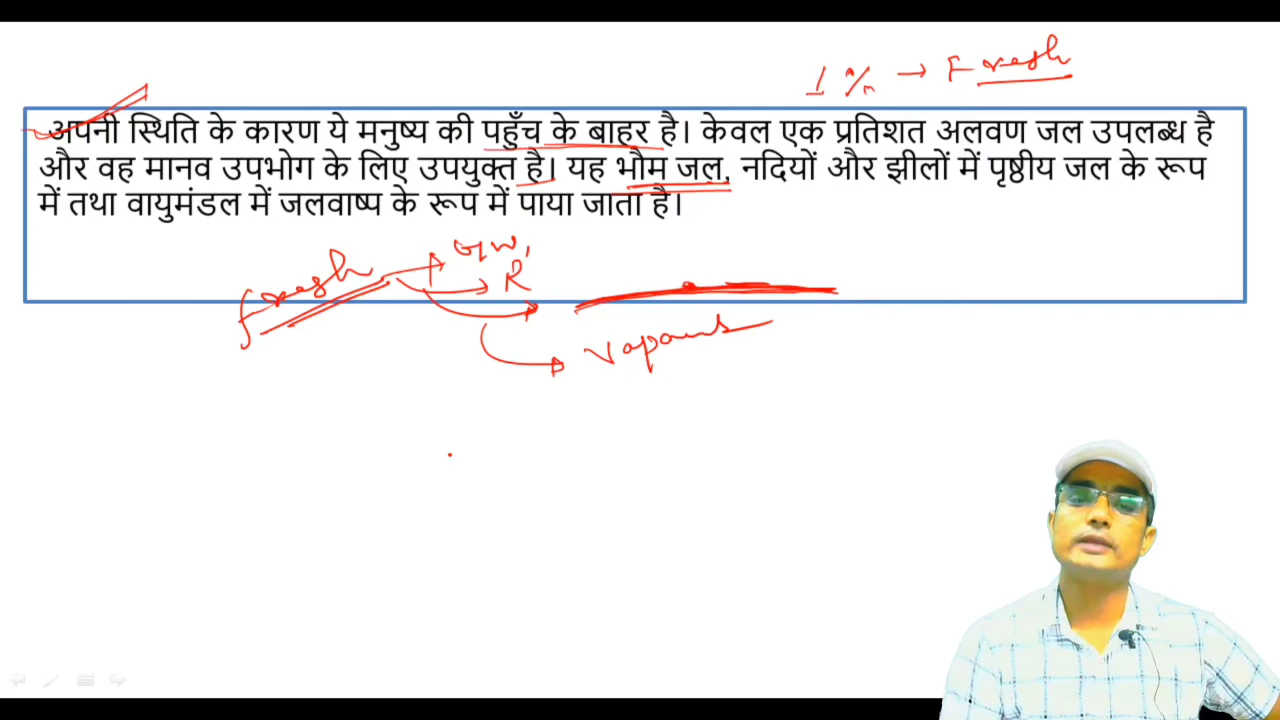 1% → Fresh
अपनी स्थिति के कारण ये मनुष्य की पहुँच के बाहर है। केवल एक प्रतिशत अलवण जल उपलब्ध है
और वह मानव उपभोग के लिए उपयुक्त है। यह भौम जल, नदियों और झीलों में पृष्ठीय जल के रूप
में तथा वायुमंडल में जलवाष्प के रूप में पाया जाता है।
fresh → G.W,
→ R
→ Vapours